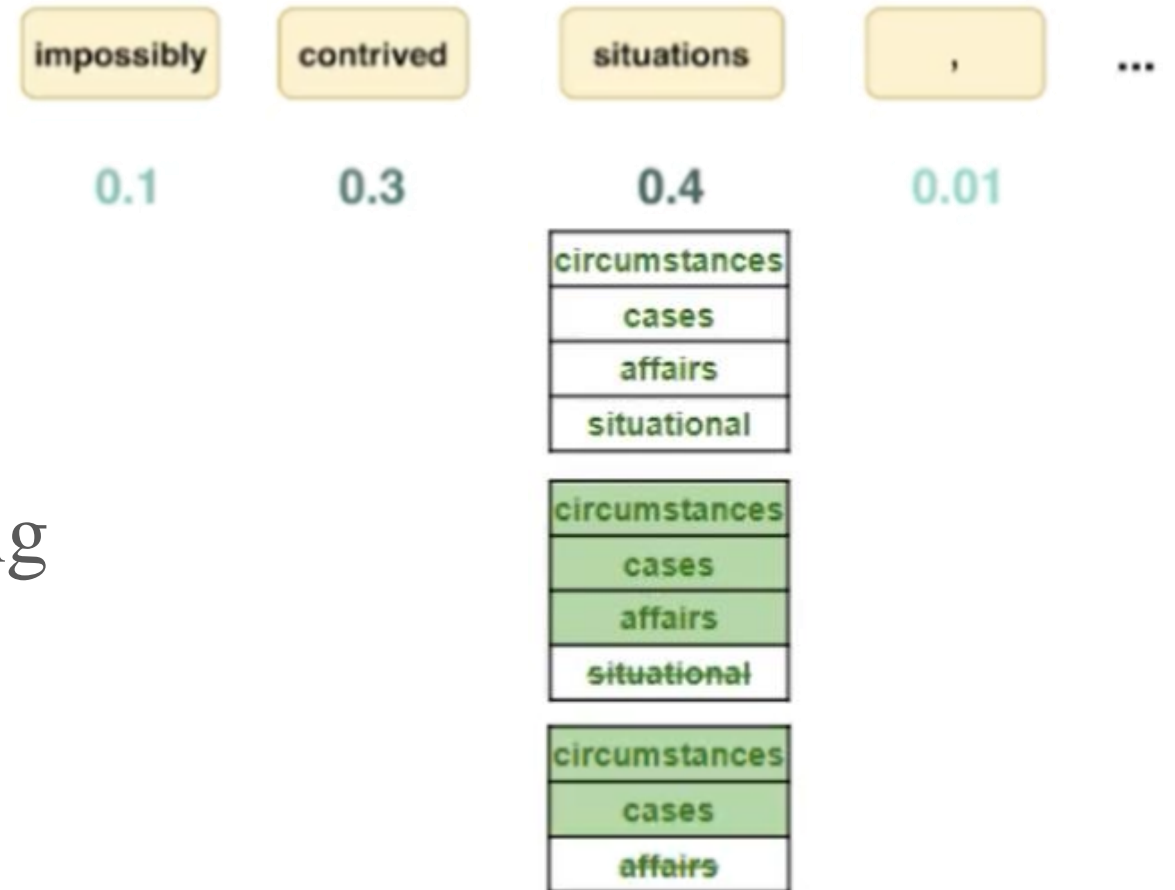 impossibly contrived situations , ...
0.1 0.3 0.4 0.01
circumstances
cases
affairs
situational
circumstances
cases
affairs
situational
circumstances
cases
affairs